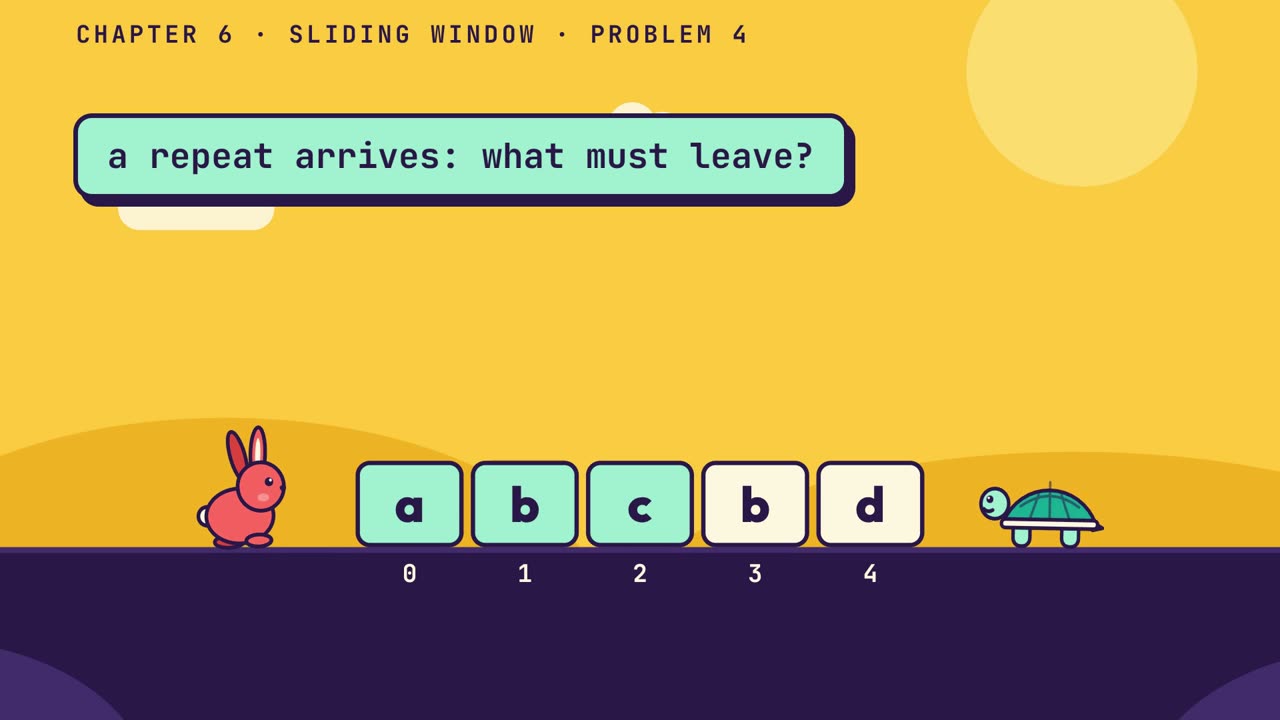 CHAPTER 6 · SLIDING WINDOW · PROBLEM 4
a repeat arrives: what must leave?
a b c b d
0 1 2 3 4